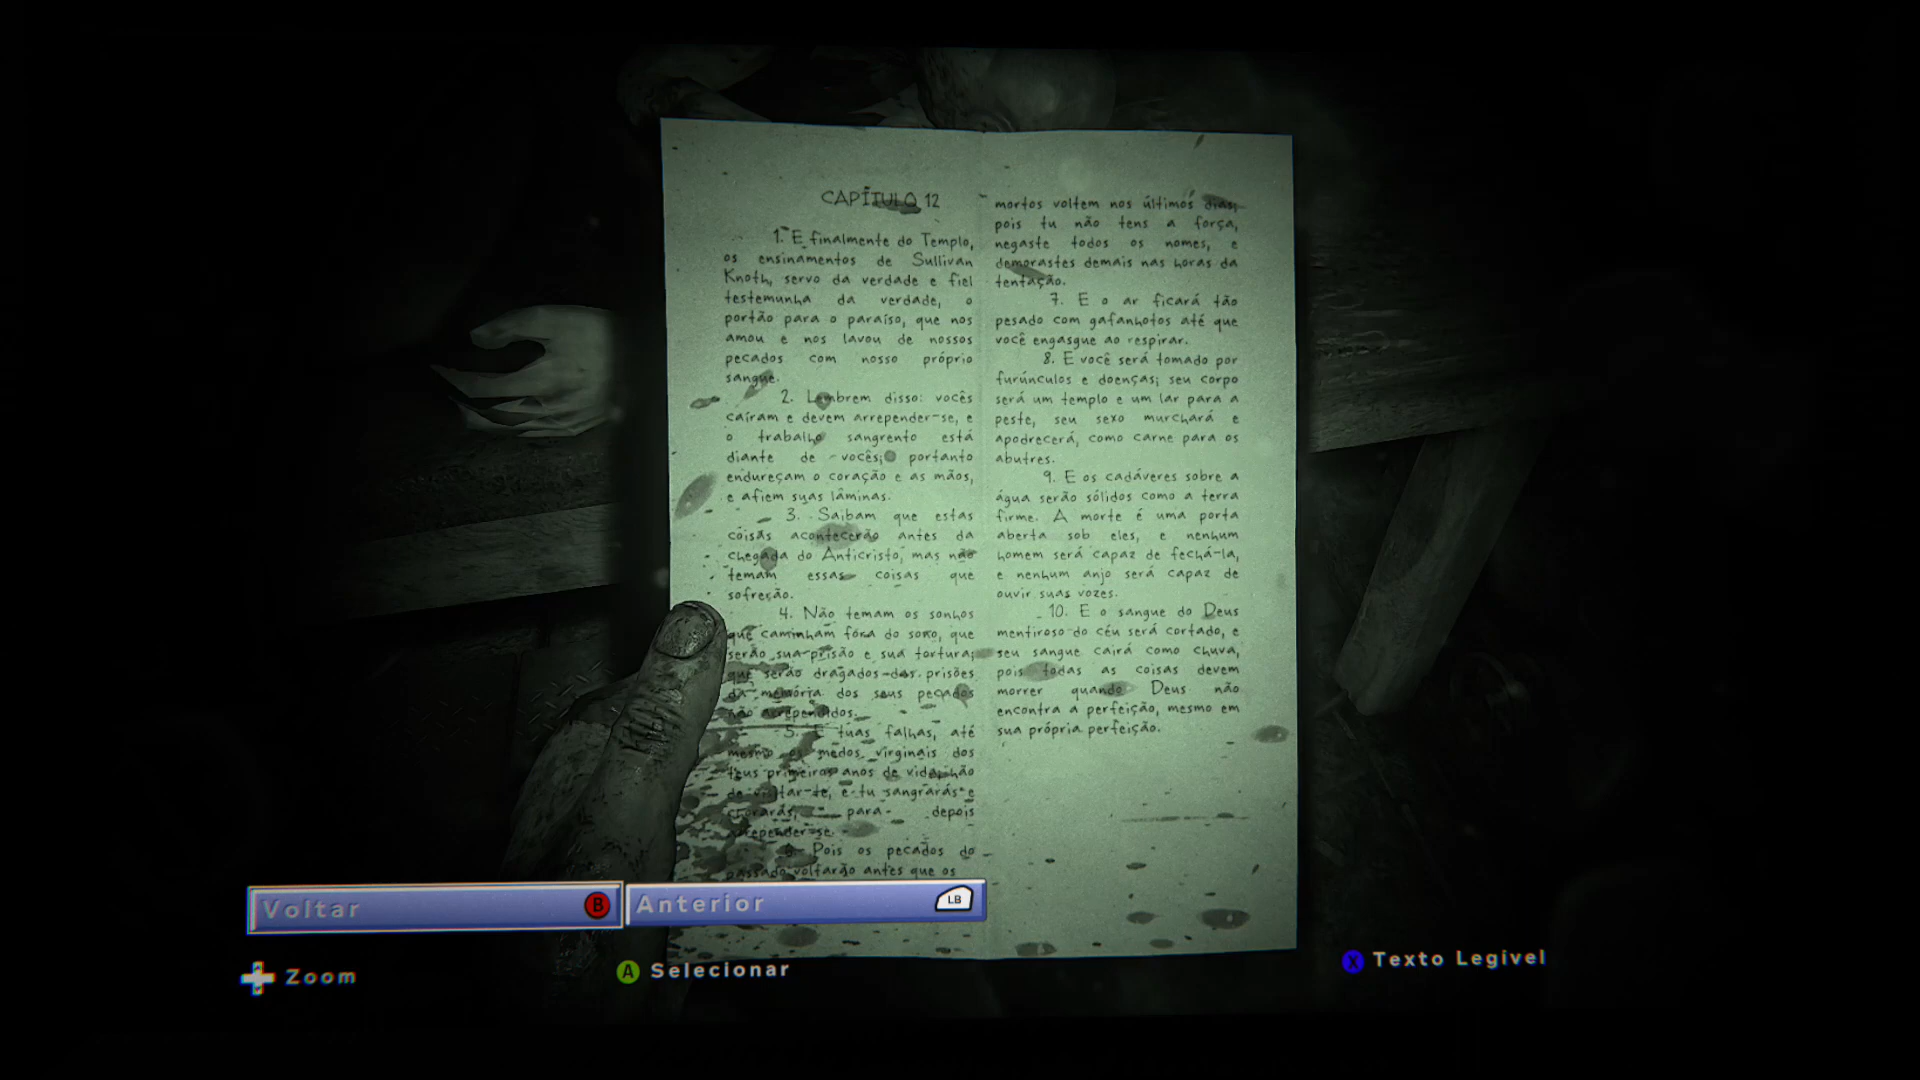 CAPÍTULO 12
1. E finalmente do Templo,
os ensinamentos de Sullivan
Knoth, servo da verdade e fiel
testemunha da verdade, o
portão para o paraíso, que nos
amou e nos lavou de nossos
pecados com nosso próprio
sangue.
2. Lembrem disso: vocês
caíram e devem arrepender-se, e
o trabalho sangrento está
diante de vocês; portanto
endureçam o coração e as mãos,
e afiem suas lâminas.
3. Saibam que estas
coisas acontecerão antes da
chegada do Anticristo, mas não
temam essas coisas que
sofreção.
4. Não temam os sonhos
que caminham fora do sono, que
serão sua prisão e sua tortura;
que serão dragados das prisões
da memória dos seus pecados
não arrependidos.
5. E tuas falhas, até
mesmo os medos virginais dos
teus primeiros anos de vida, hão
de visitar-te, e tu sangrarás e
chorarás, para depois
arrepender-se.
6. Pois os pecados do
passado voltarão antes que os
mortos voltem nos últimos dias;
pois tu não tens a força,
negaste todos os nomes, e
demorastes demais nas horas da
tentação.
7. E o ar ficará tão
pesado com gafanhotos até que
você engasgue ao respirar.
8. E você será tomado por
furúnculos e doenças; seu corpo
será um templo e um lar para a
peste, seu sexo murchará e
apodrecerá, como carne para os
abutres.
9. E os cadáveres sobre a
água serão sólidos como a terra
firme. A morte é uma porta
aberta sob eles, e nenhum
homem será capaz de fechá-la,
e nenhum anjo será capaz de
ouvir suas vozes.
10. E o sangue do Deus
mentiroso do céu será cortado, e
seu sangue cairá como chuva,
pois todas as coisas devem
morrer quando Deus não
encontra a perfeição, mesmo em
sua própria perfeição.
Voltar B
Anterior LB
Zoom
A Selecionar
X Texto Legível